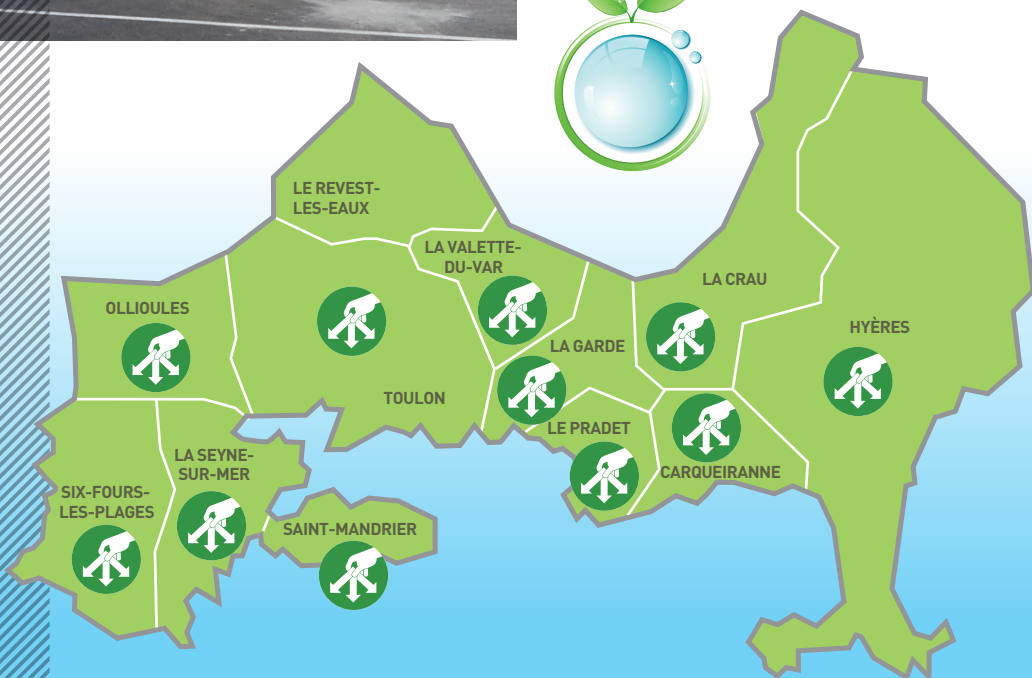 LE REVEST-
LES-EAUX
LA VALETTE-
DU-VAR
LA CRAU
OLLIOULES
HYÈRES
LA GARDE
TOULON
LE PRADET
LA SEYNE-
SUR-MER
CARQUEIRANNE
SIX-FOURS-
LES-PLAGES
SAINT-MANDRIER